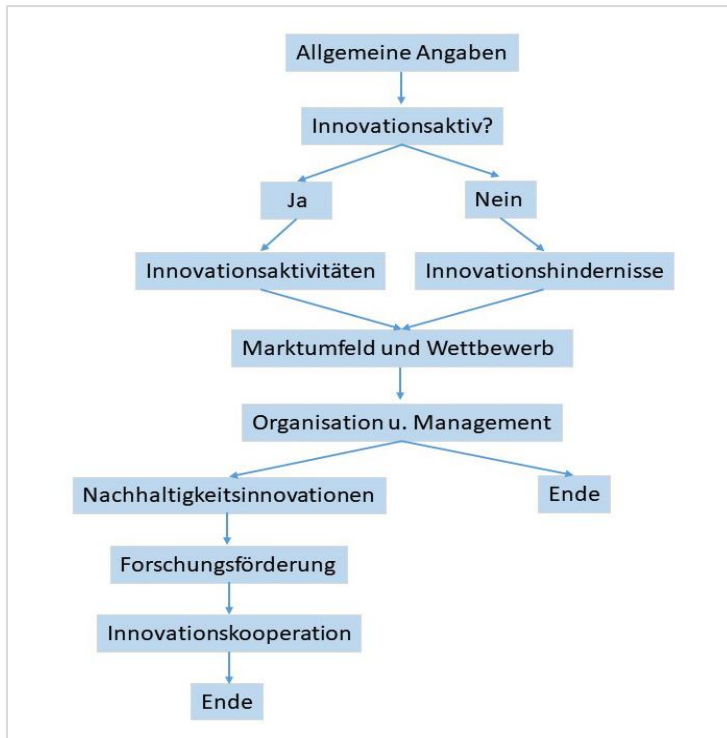 Allgemeine Angaben
Innovationsaktiv?
Ja
Nein
Innovationsaktivitäten
Innovationshindernisse
Marktumfeld und Wettbewerb
Organisation u. Management
Nachhaltigkeitsinnovationen
Ende
Forschungsförderung
Innovationskooperation
Ende